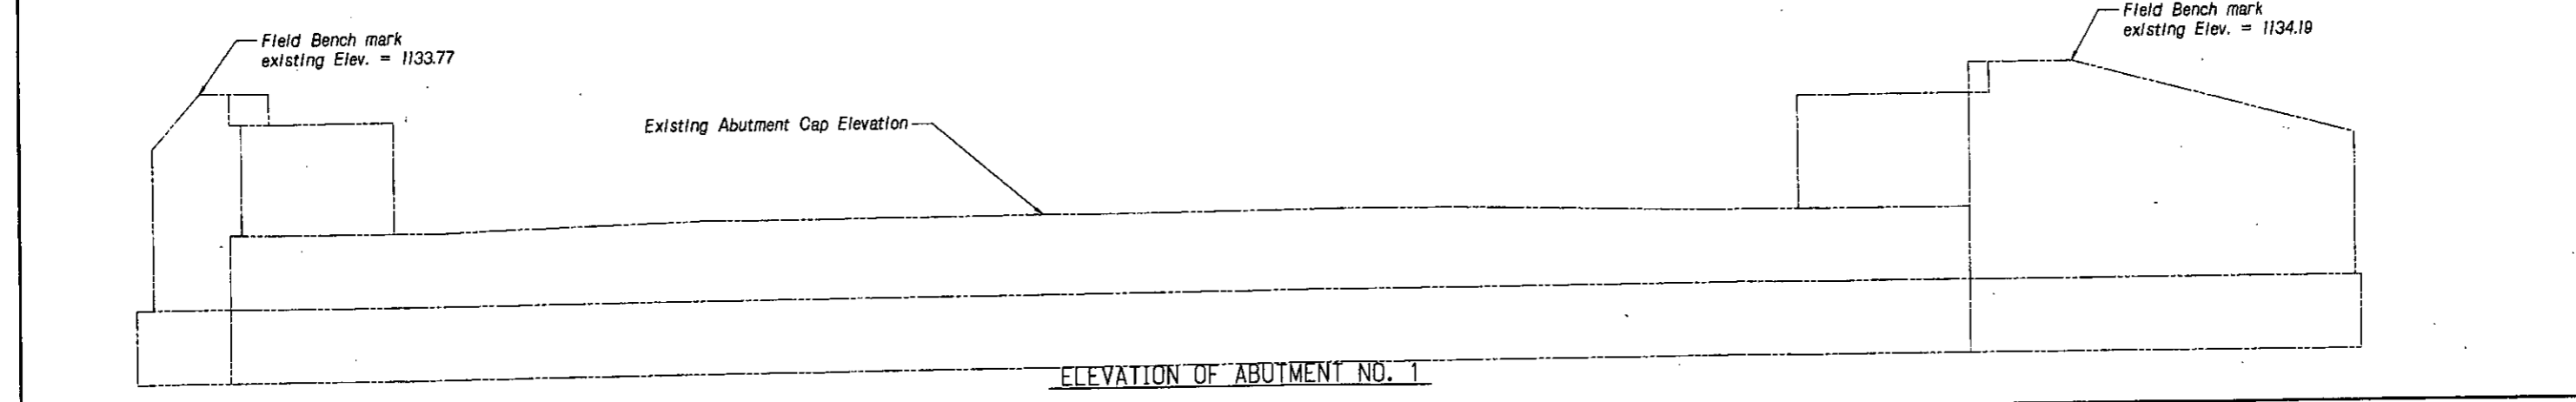 Field Bench mark
existing Elev. = 1134.19
Field Bench mark
existing Elev. = 1133.77
Existing Abutment Cap Elevation
ELEVATION OF ABUTMENT NO. 1